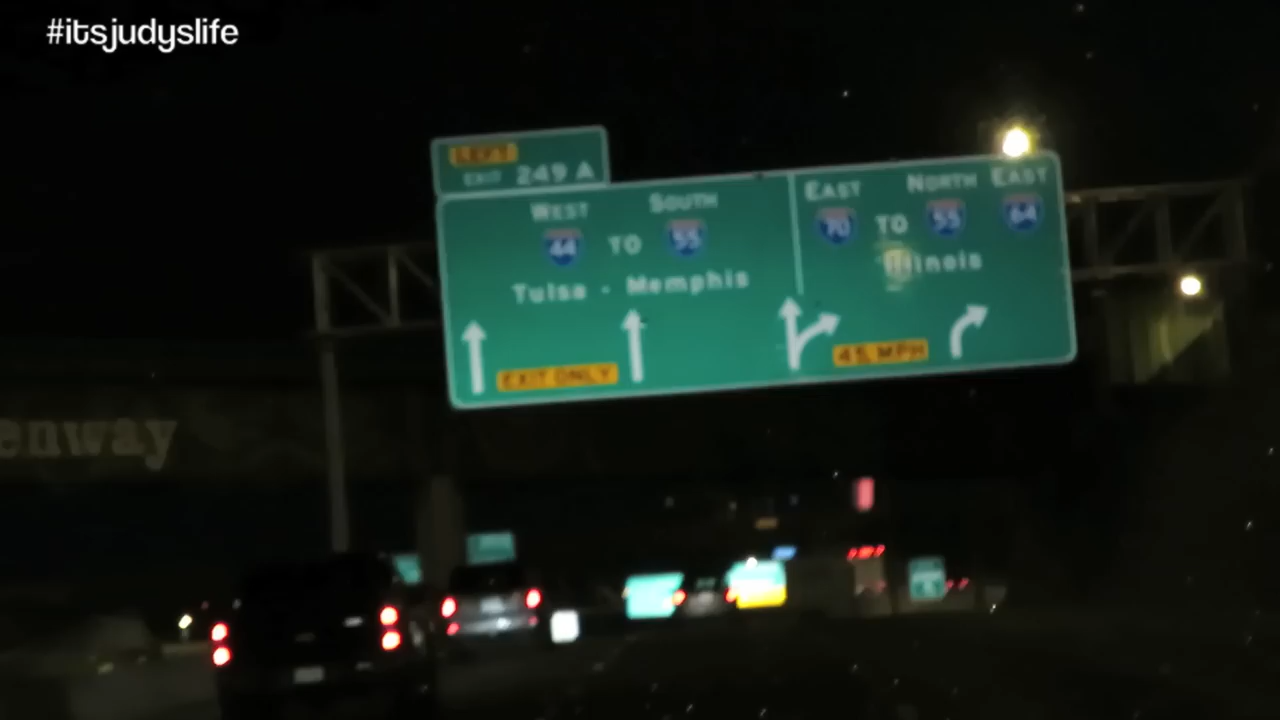 #itsjudyslife
LEFT
EXIT 249 A
WEST SOUTH
44 TO 55
Tulsa - Memphis
EXIT ONLY
EAST NORTH EAST
70 TO 55 64
Illinois
45 MPH
enway